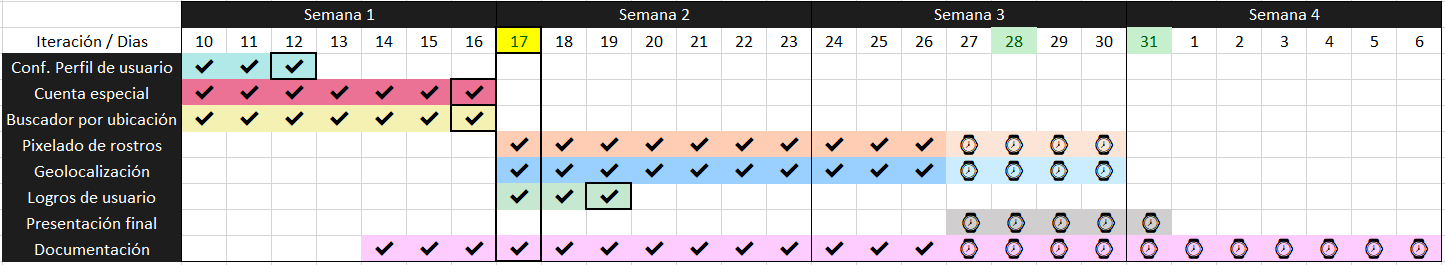 Semana 1 Semana 2 Semana 3 Semana 4
Iteración / Dias 10 11 12 13 14 15 16 17 18 19 20 21 22 23 24 25 26 27 28 29 30 31 1 2 3 4 5 6
Conf. Perfil de usuario
Cuenta especial
Buscador por ubicación
Pixelado de rostros
Geolocalización
Logros de usuario
Presentación final
Documentación